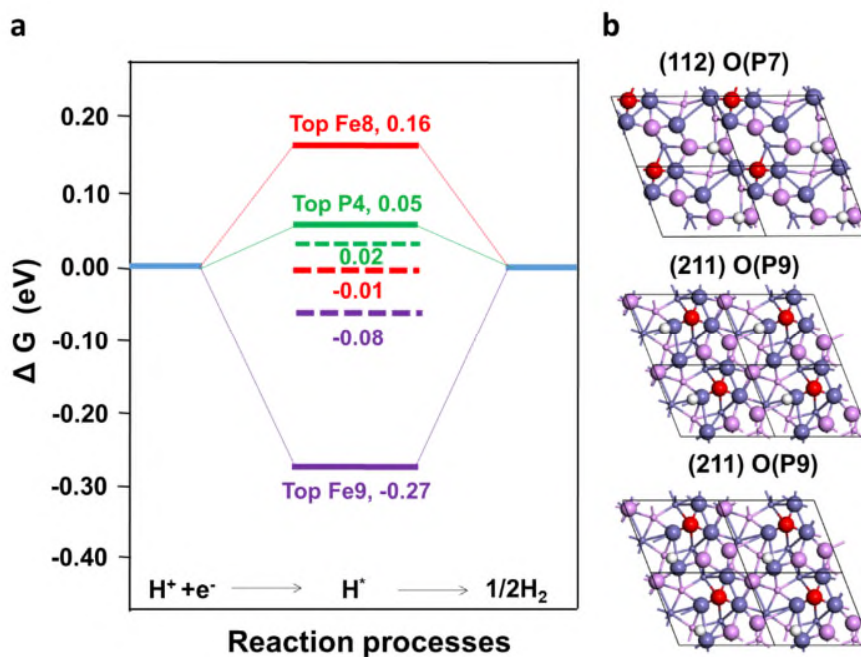 a
b
0.20
0.10
0.00
-0.10
-0.20
-0.30
-0.40
Δ G (eV)
Top Fe8, 0.16
Top P4, 0.05
0.02
-0.01
-0.08
Top Fe9, -0.27
H⁺ +e⁻ → H* → 1/2H₂
Reaction processes
(112) O(P7)
(211) O(P9)
(211) O(P9)